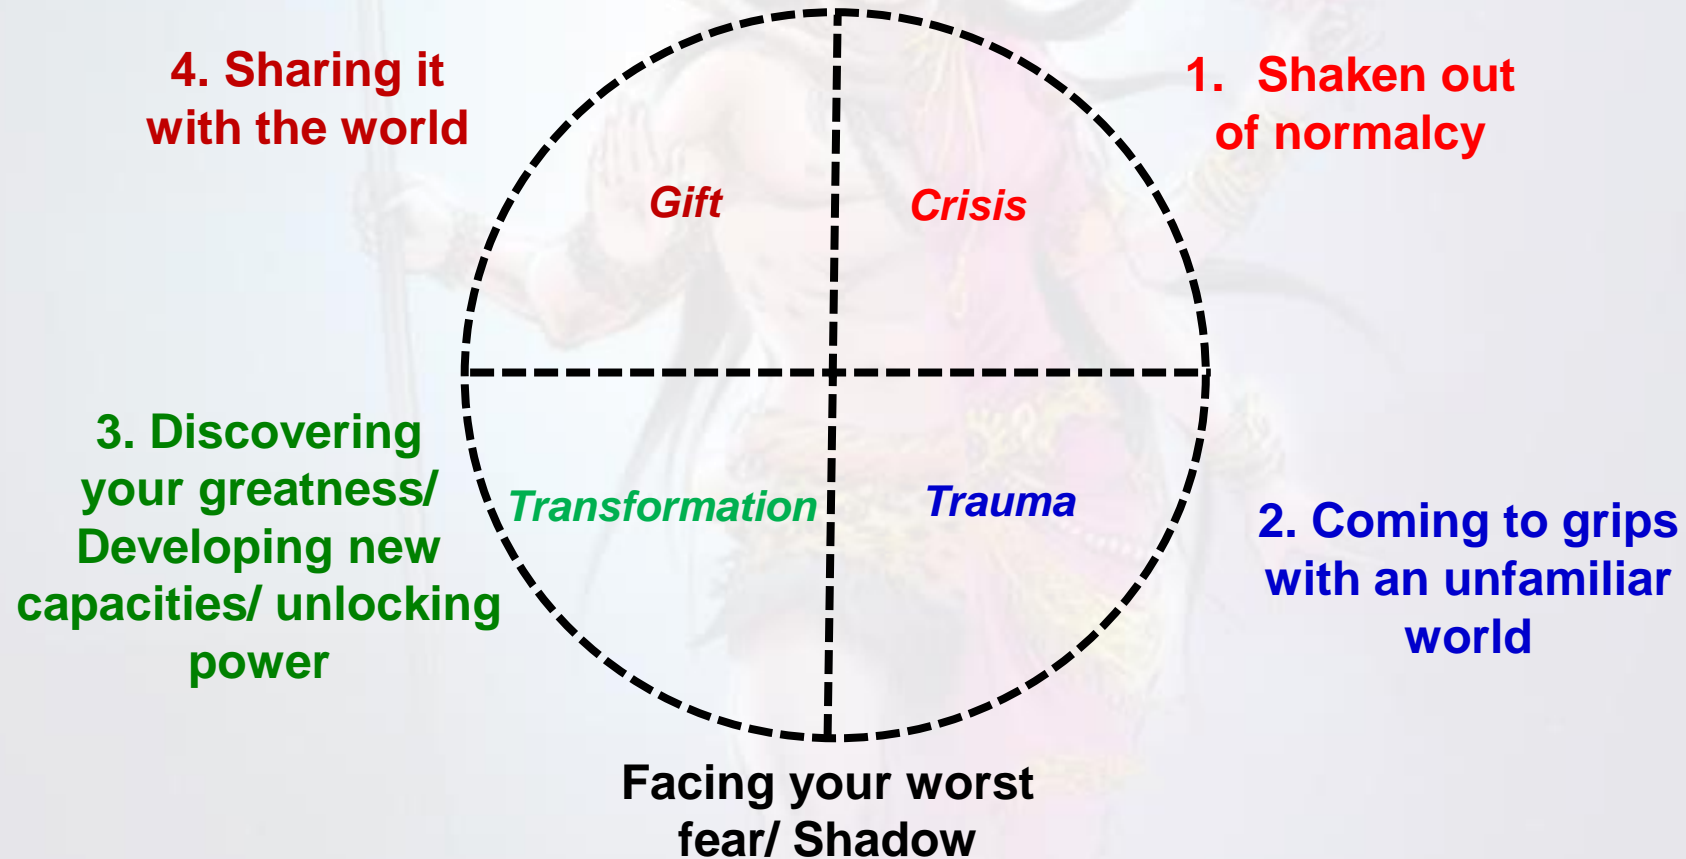 4. Sharing it
with the world
1. Shaken out
of normalcy
Gift
Crisis
3. Discovering
your greatness/
Developing new
capacities/ unlocking
power
Transformation
Trauma
2. Coming to grips
with an unfamiliar
world
Facing your worst
fear/ Shadow